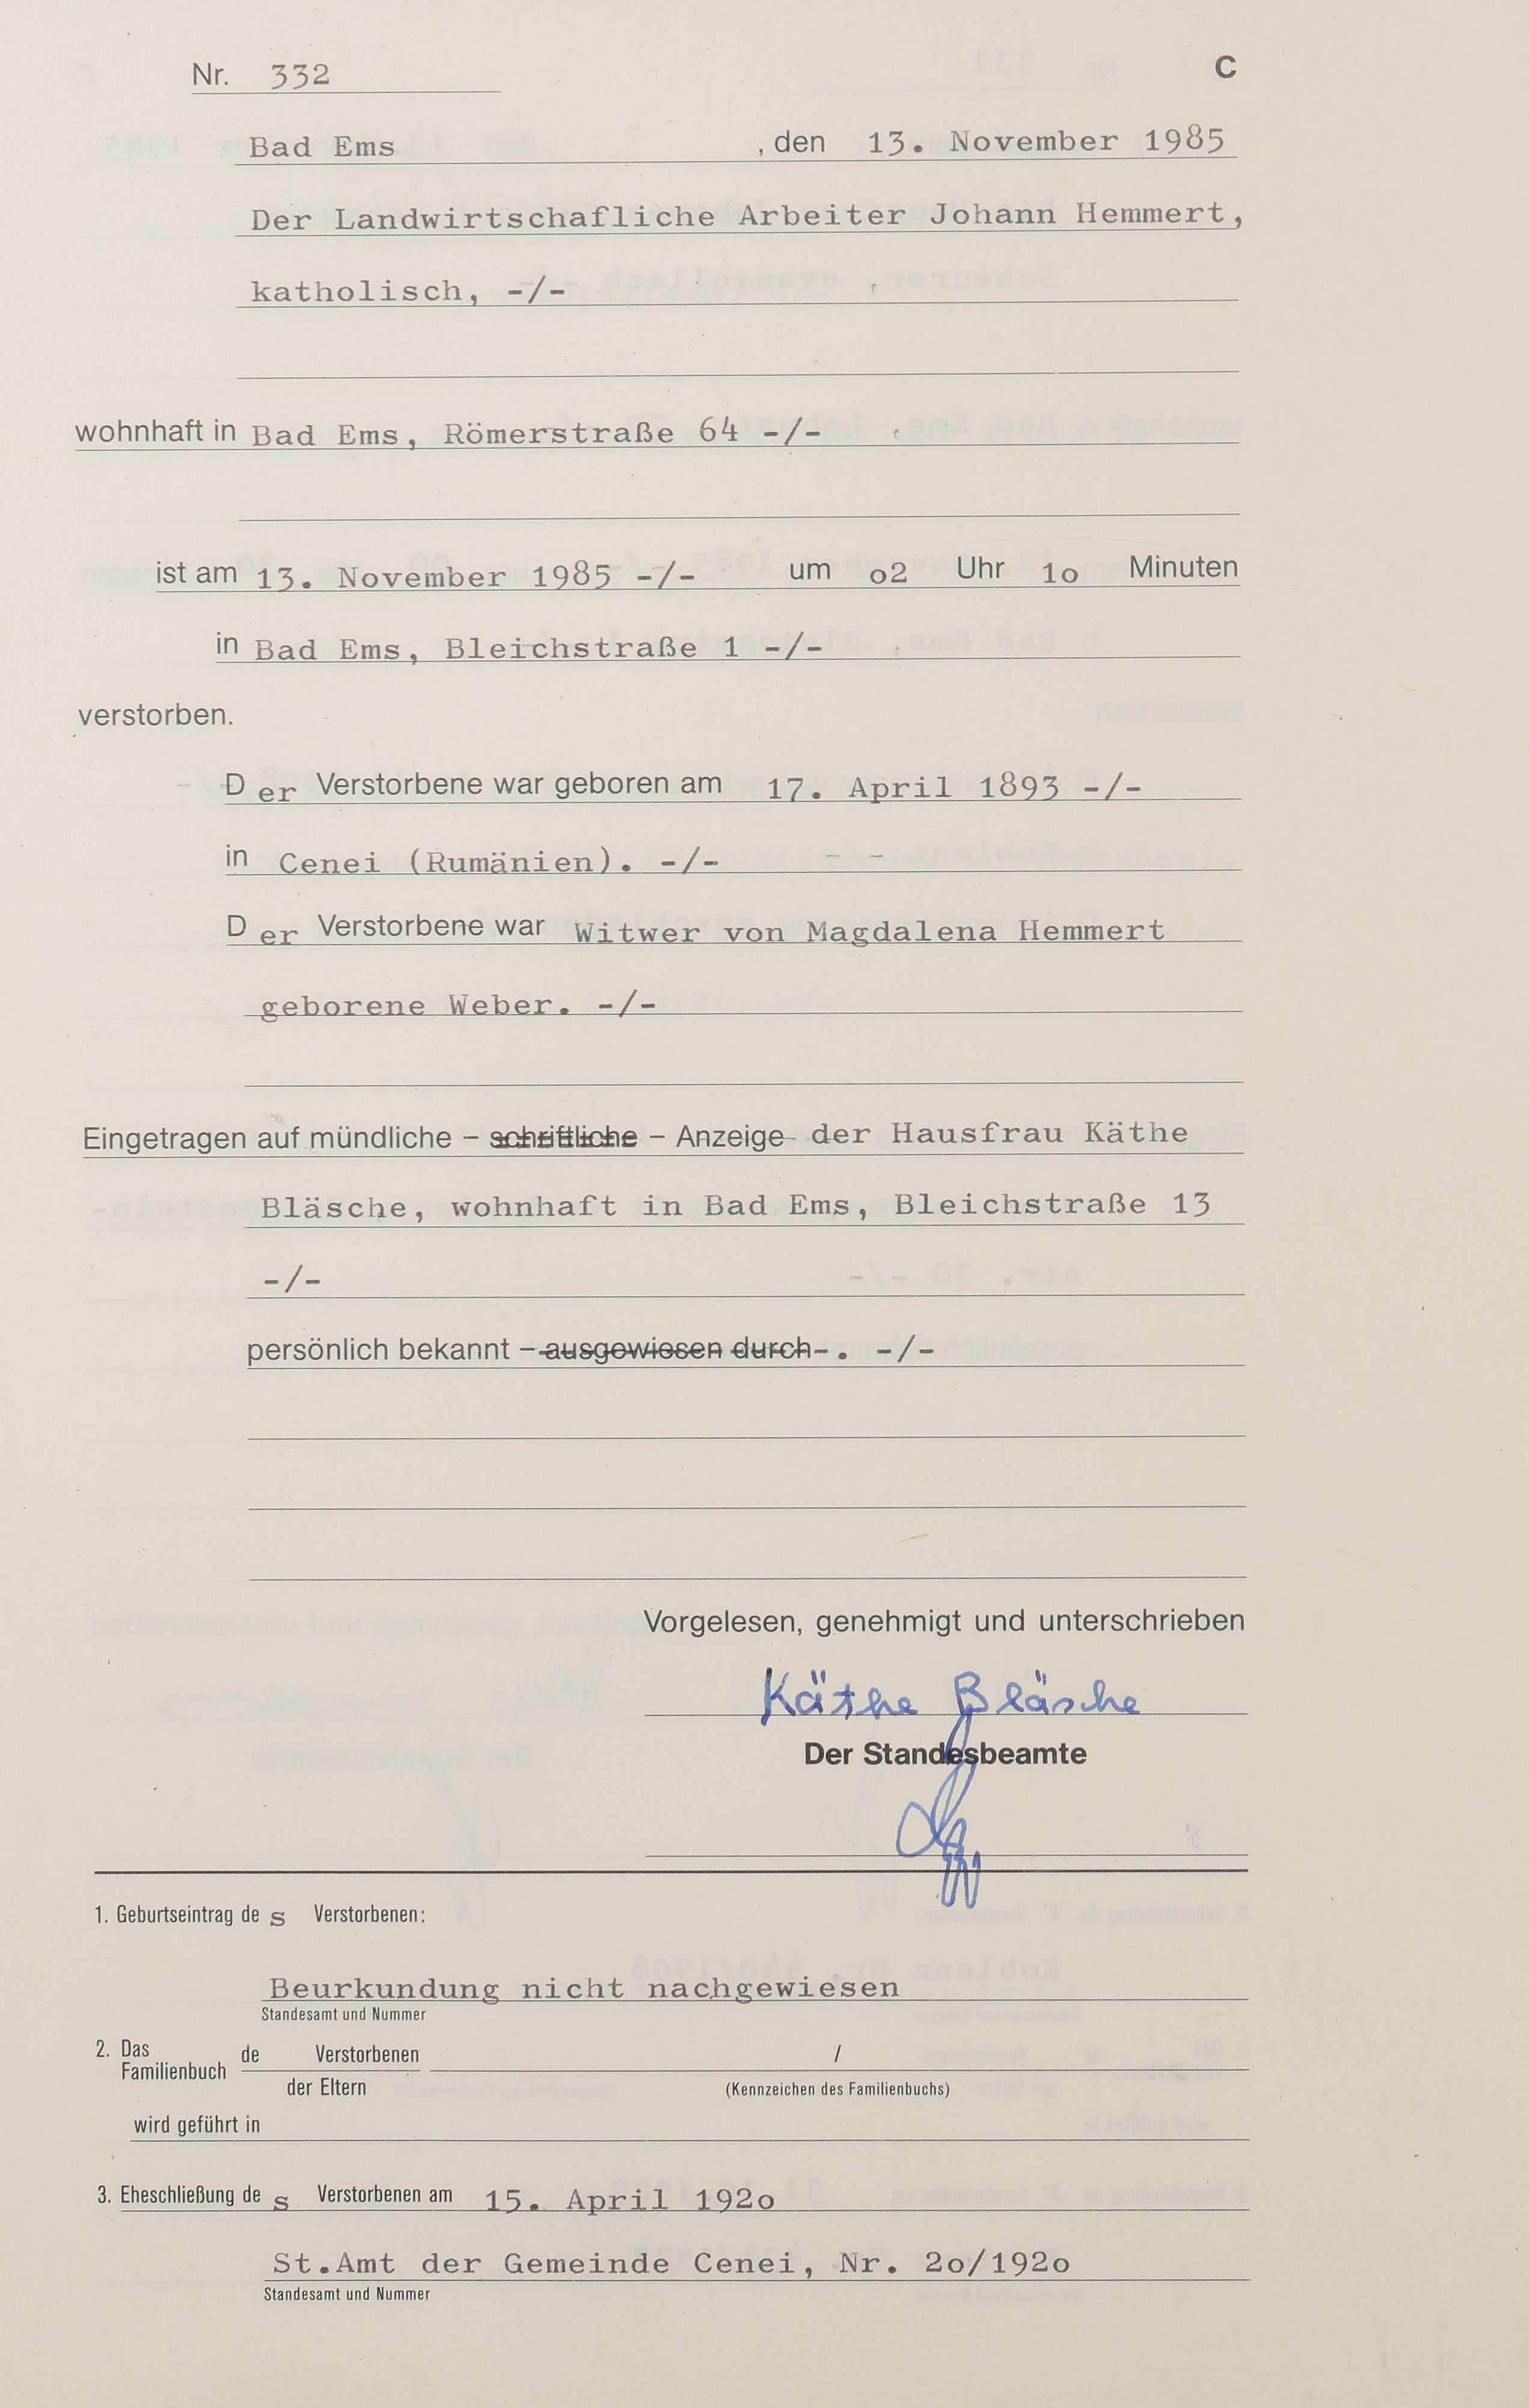 Nr. 332 C
Bad Ems , den 13. November 1985
Der Landwirtschafliche Arbeiter Johann Hemmert,
katholisch, -/-
wohnhaft in Bad Ems, Römerstraße 64 -/-
ist am 13. November 1985 -/- um o2 Uhr 1o Minuten
in Bad Ems, Bleichstraße 1 -/-
verstorben.
D er Verstorbene war geboren am 17. April 1893 -/-
in Cenei (Rumänien). -/-
D er Verstorbene war Witwer von Magdalena Hemmert
geborene Weber. -/-
Eingetragen auf mündliche – schriftliche – Anzeige der Hausfrau Käthe
Bläsche, wohnhaft in Bad Ems, Bleichstraße 13
-/-
persönlich bekannt – ausgewiesen durch -. -/-
Vorgelesen, genehmigt und unterschrieben
Käthe Bläsche
Der Standesbeamte
1. Geburtseintrag de s Verstorbenen:
Beurkundung nicht nachgewiesen
Standesamt und Nummer
2. Das Familienbuch de Verstorbenen /
der Eltern (Kennzeichen des Familienbuchs)
wird geführt in
3. Eheschließung de s Verstorbenen am 15. April 192o
St.Amt der Gemeinde Cenei, Nr. 2o/192o
Standesamt und Nummer